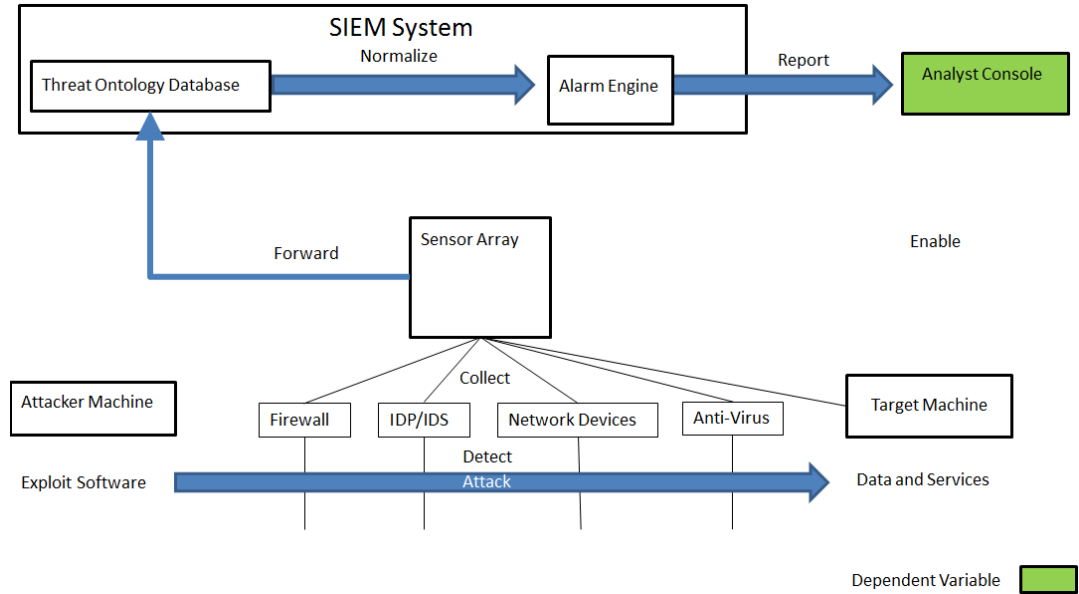 SIEM System
Normalize
Report
Threat Ontology Database
Alarm Engine
Analyst Console
Sensor Array
Forward
Enable
Collect
Attacker Machine
Firewall
IDP/IDS
Network Devices
Anti-Virus
Target Machine
Detect
Exploit Software
Attack
Data and Services
Dependent Variable